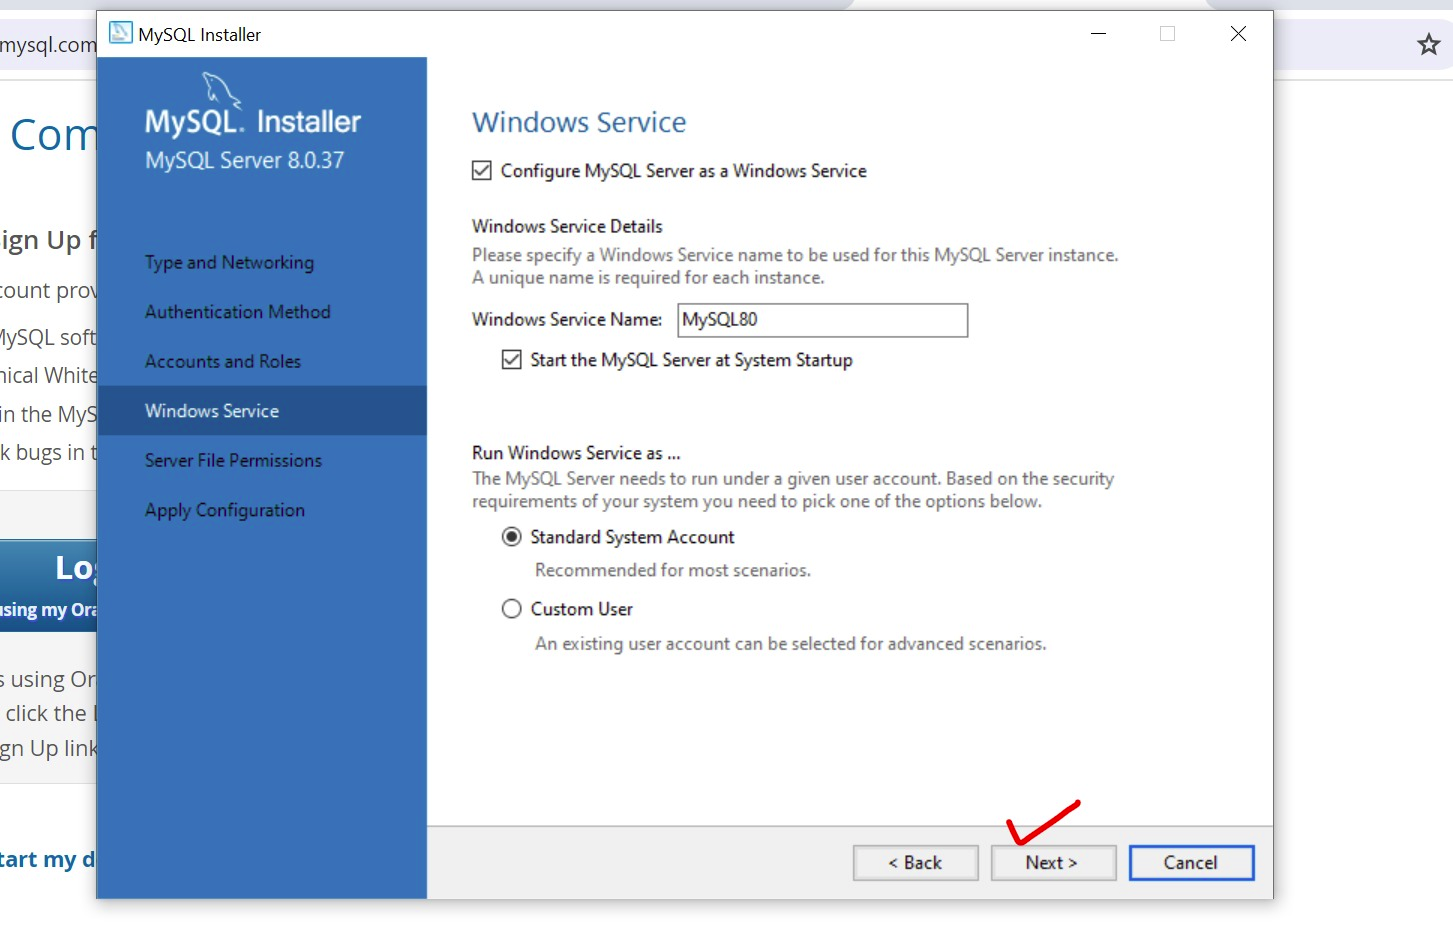 MySQL Installer
mysql.com
MySQL Installer
MySQL Server 8.0.37
Type and Networking
Authentication Method
Accounts and Roles
Windows Service
Server File Permissions
Apply Configuration
Windows Service
Configure MySQL Server as a Windows Service
Windows Service Details
Please specify a Windows Service name to be used for this MySQL Server instance.
A unique name is required for each instance.
Windows Service Name: MySQL80
Start the MySQL Server at System Startup
Run Windows Service as ...
The MySQL Server needs to run under a given user account. Based on the security
requirements of your system you need to pick one of the options below.
Standard System Account
Recommended for most scenarios.
Custom User
An existing user account can be selected for advanced scenarios.
< Back
Next >
Cancel
Com
ign Up f
count prov
MySQL soft
nical White
in the MyS
k bugs in t
Log
using my Ora
s using Or
click the
gn Up link
tart my d